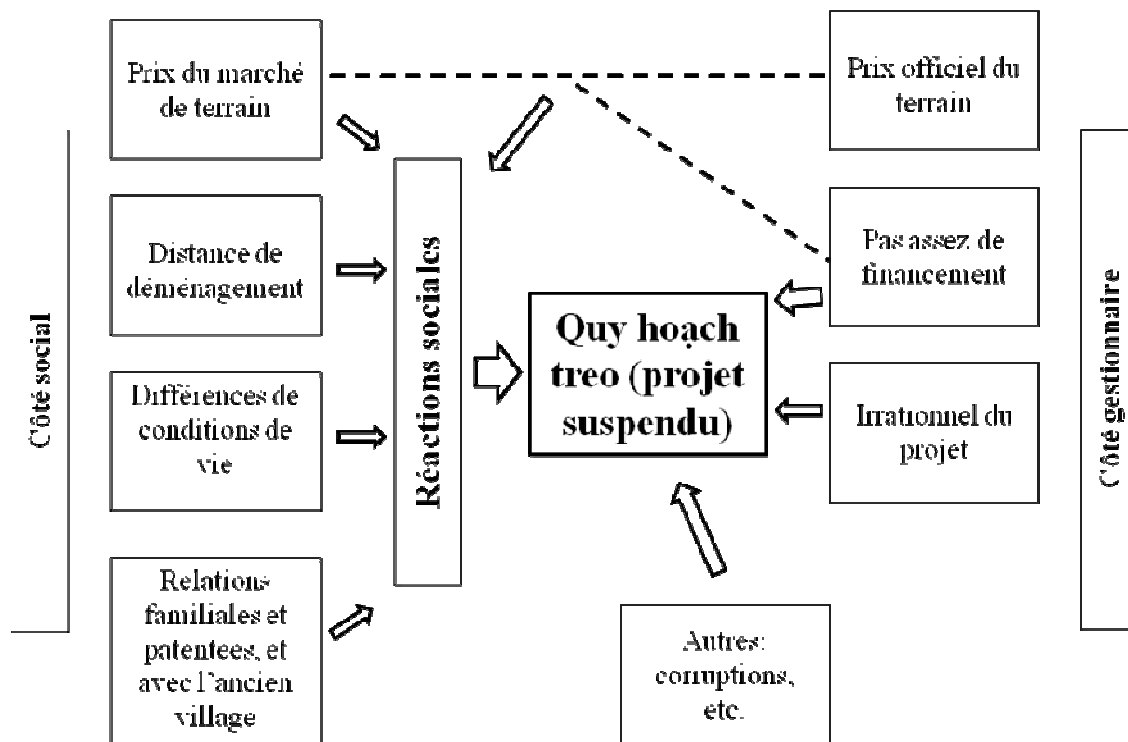 Prix du marché
de terrain
Prix officiel du
terrain
Côté social
Distance de
déménagement
Différences de
conditions de
vie
Relations
familiales et
patentees, et
avec l'ancien
village
Réactions sociales
Quy hoạch
treo (projet
suspendu)
Pas assez de
financement
Irrationnel du
projet
Autres:
corruptions,
etc.
Côté gestionnaire